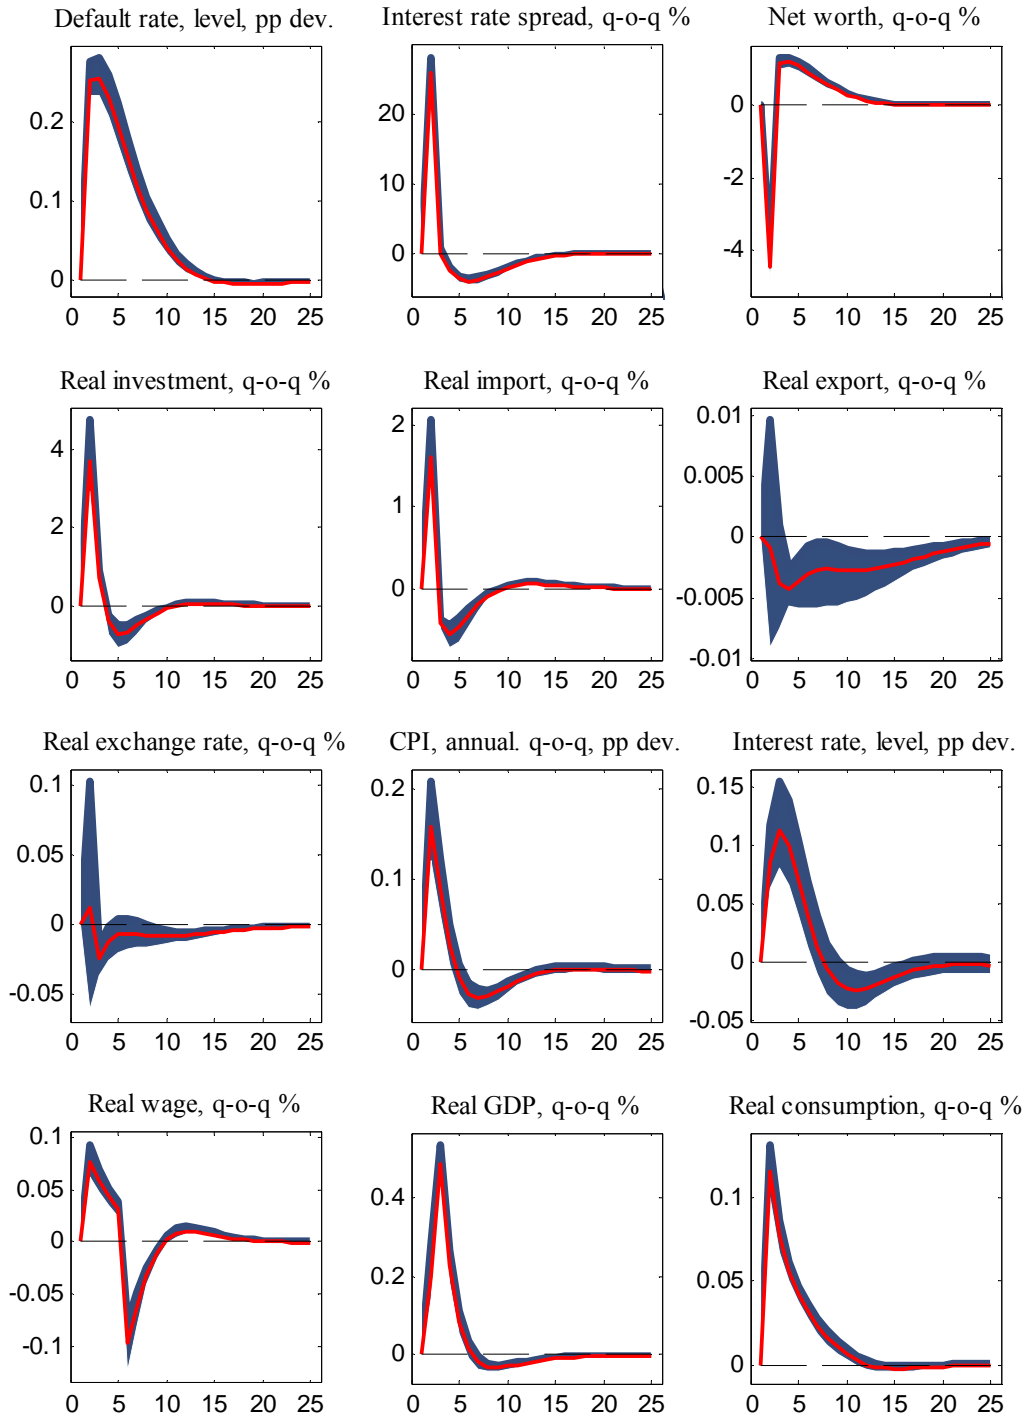 Default rate, level, pp dev.
Interest rate spread, q-o-q %
Net worth, q-o-q %
0.2
0.1
0
0 5 10 15 20 25
20
10
0
0 5 10 15 20 25
0
-2
-4
0 5 10 15 20 25
Real investment, q-o-q %
Real import, q-o-q %
Real export, q-o-q %
4
2
0
0 5 10 15 20 25
2
1
0
0 5 10 15 20 25
0.01
0.005
0
-0.005
-0.01
0 5 10 15 20 25
Real exchange rate, q-o-q %
CPI, annual. q-o-q, pp dev.
Interest rate, level, pp dev.
0.1
0.05
0
-0.05
0 5 10 15 20 25
0.2
0.1
0
0 5 10 15 20 25
0.15
0.1
0.05
0
-0.05
0 5 10 15 20 25
Real wage, q-o-q %
Real GDP, q-o-q %
Real consumption, q-o-q %
0.1
0.05
0
-0.05
-0.1
0 5 10 15 20 25
0.4
0.2
0
0 5 10 15 20 25
0.1
0.05
0
0 5 10 15 20 25